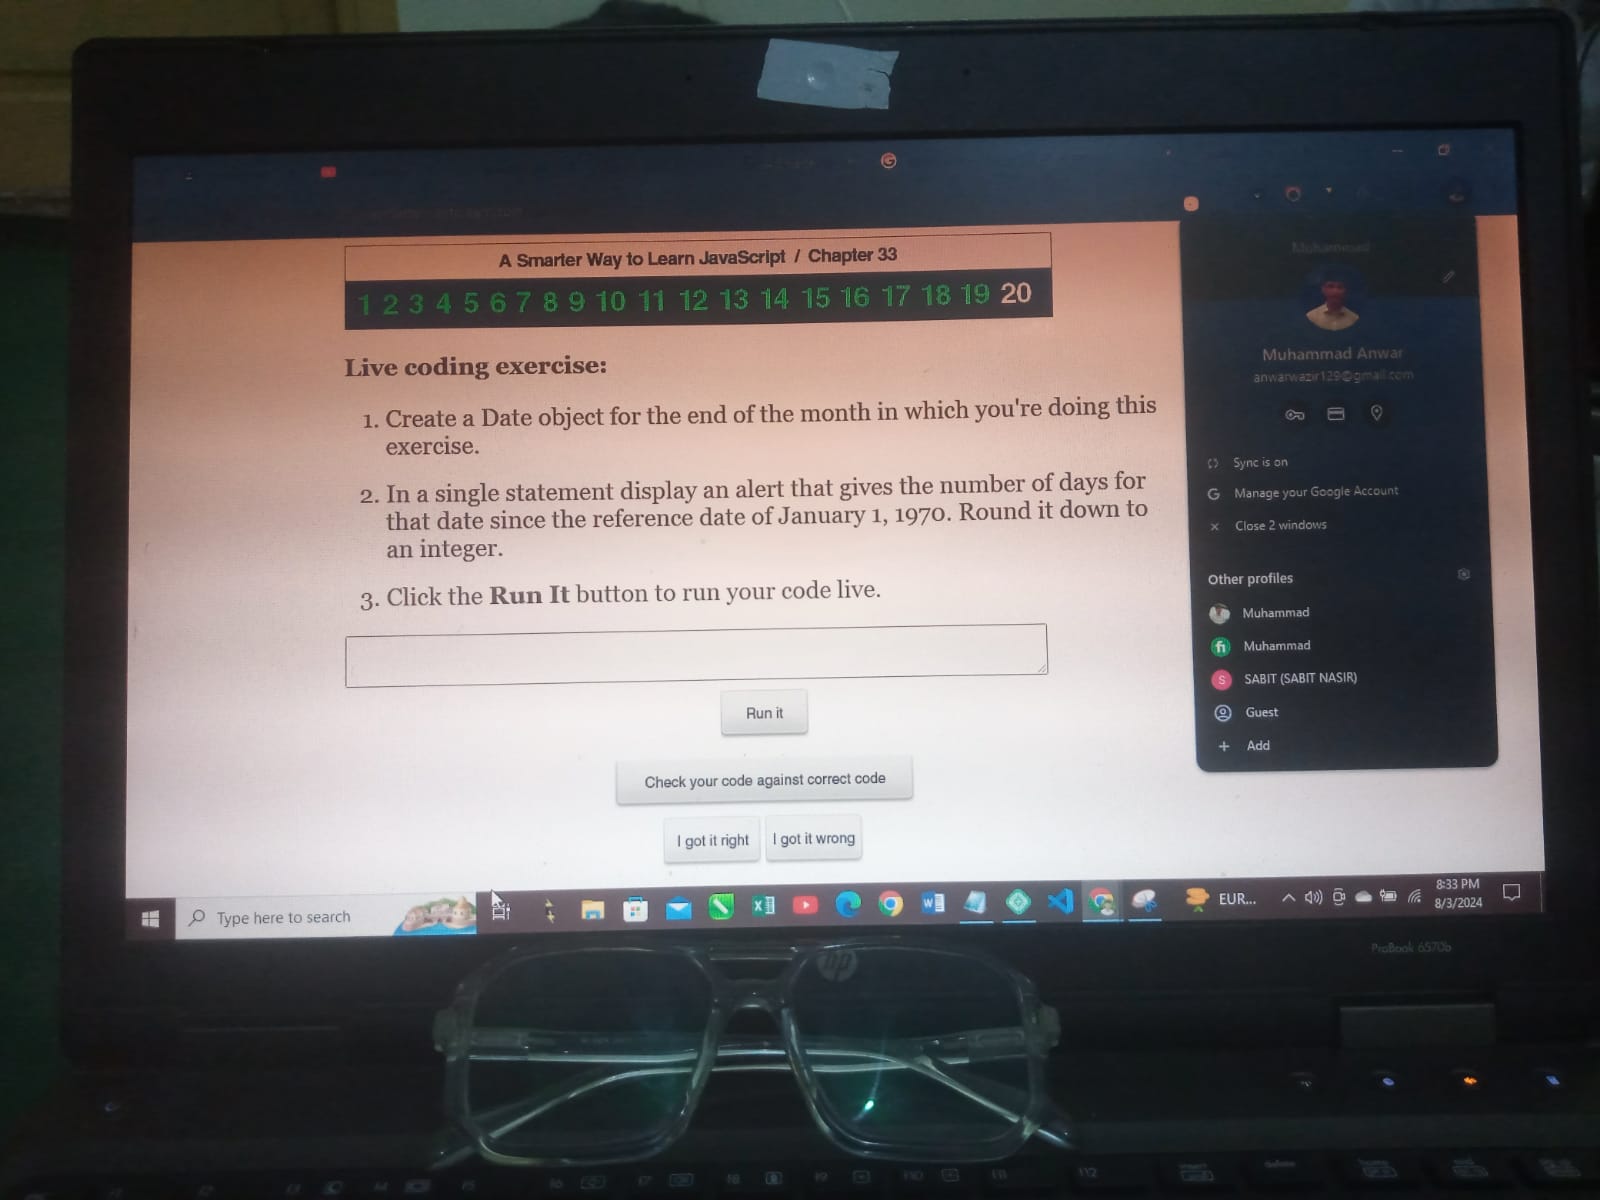 A Smarter Way to Learn JavaScript / Chapter 33
1 2 3 4 5 6 7 8 9 10 11 12 13 14 15 16 17 18 19 20
Live coding exercise:
1. Create a Date object for the end of the month in which you're doing this
exercise.
2. In a single statement display an alert that gives the number of days for
that date since the reference date of January 1, 1970. Round it down to
an integer.
3. Click the Run It button to run your code live.
Run it
Check your code against correct code
I got it right I got it wrong
Muhammad
Muhammad Anwar
anwarwazir129@gmail.com
Sync is on
Manage your Google Account
Close 2 windows
Other profiles
Muhammad
Muhammad
SABIT (SABIT NASIR)
Guest
Add
Type here to search
EUR...
8:33 PM
8/3/2024
ProBook 6570b
hp